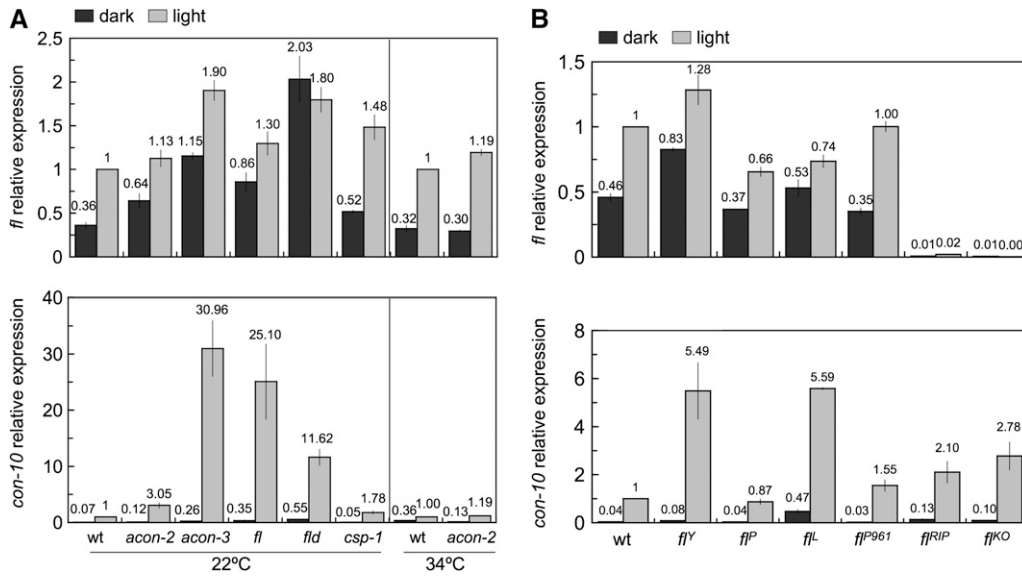 A
dark light
fl relative expression
2.5
2
1.5
1
0.5
0
0.36 1 0.64 1.13 1.15 1.90 0.86 1.30 2.03 1.80 0.52 1.48 0.32 1 0.30 1.19
con-10 relative expression
40
30
20
10
0
0.07 1 0.12 3.05 0.26 30.96 0.35 25.10 0.55 11.62 0.05 1.78 0.36 1.00 0.13 1.19
wt acon-2 acon-3 fl fld csp-1 wt acon-2
22ºC 34ºC
B
dark light
fl relative expression
1.5
1
0.5
0
0.46 1 0.83 1.28 0.37 0.66 0.53 0.74 0.35 1.00 0.01 0.02 0.01 0.00
con-10 relative expression
8
6
4
2
0
0.04 1 0.08 5.49 0.04 0.87 0.47 5.59 0.03 1.55 0.13 2.10 0.10 2.78
wt flY flP flL flP961 flRIP flKO